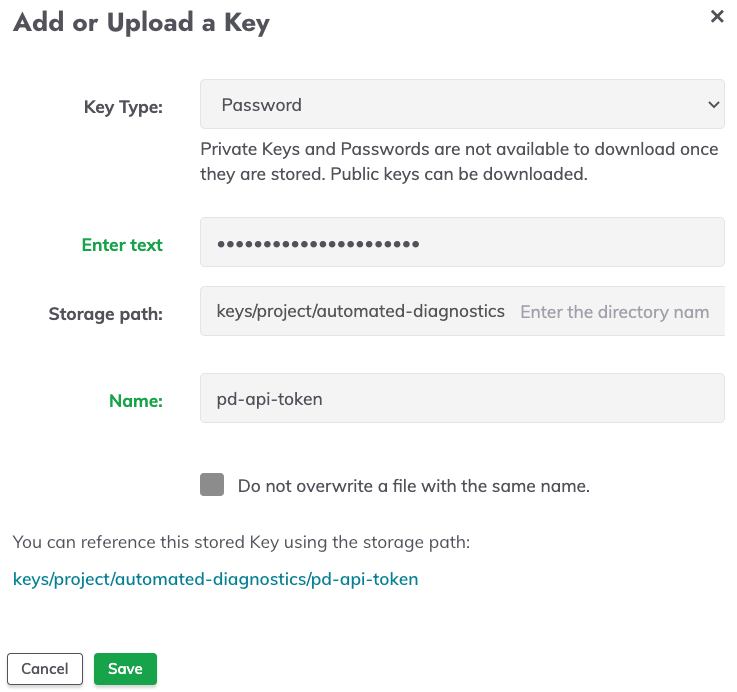 Add or Upload a Key
Key Type:
Password
Private Keys and Passwords are not available to download once
they are stored. Public keys can be downloaded.
Enter text
••••••••••••••••••••••
Storage path:
keys/project/automated-diagnostics
Enter the directory nam
Name:
pd-api-token
Do not overwrite a file with the same name.
You can reference this stored Key using the storage path:
keys/project/automated-diagnostics/pd-api-token
Cancel
Save